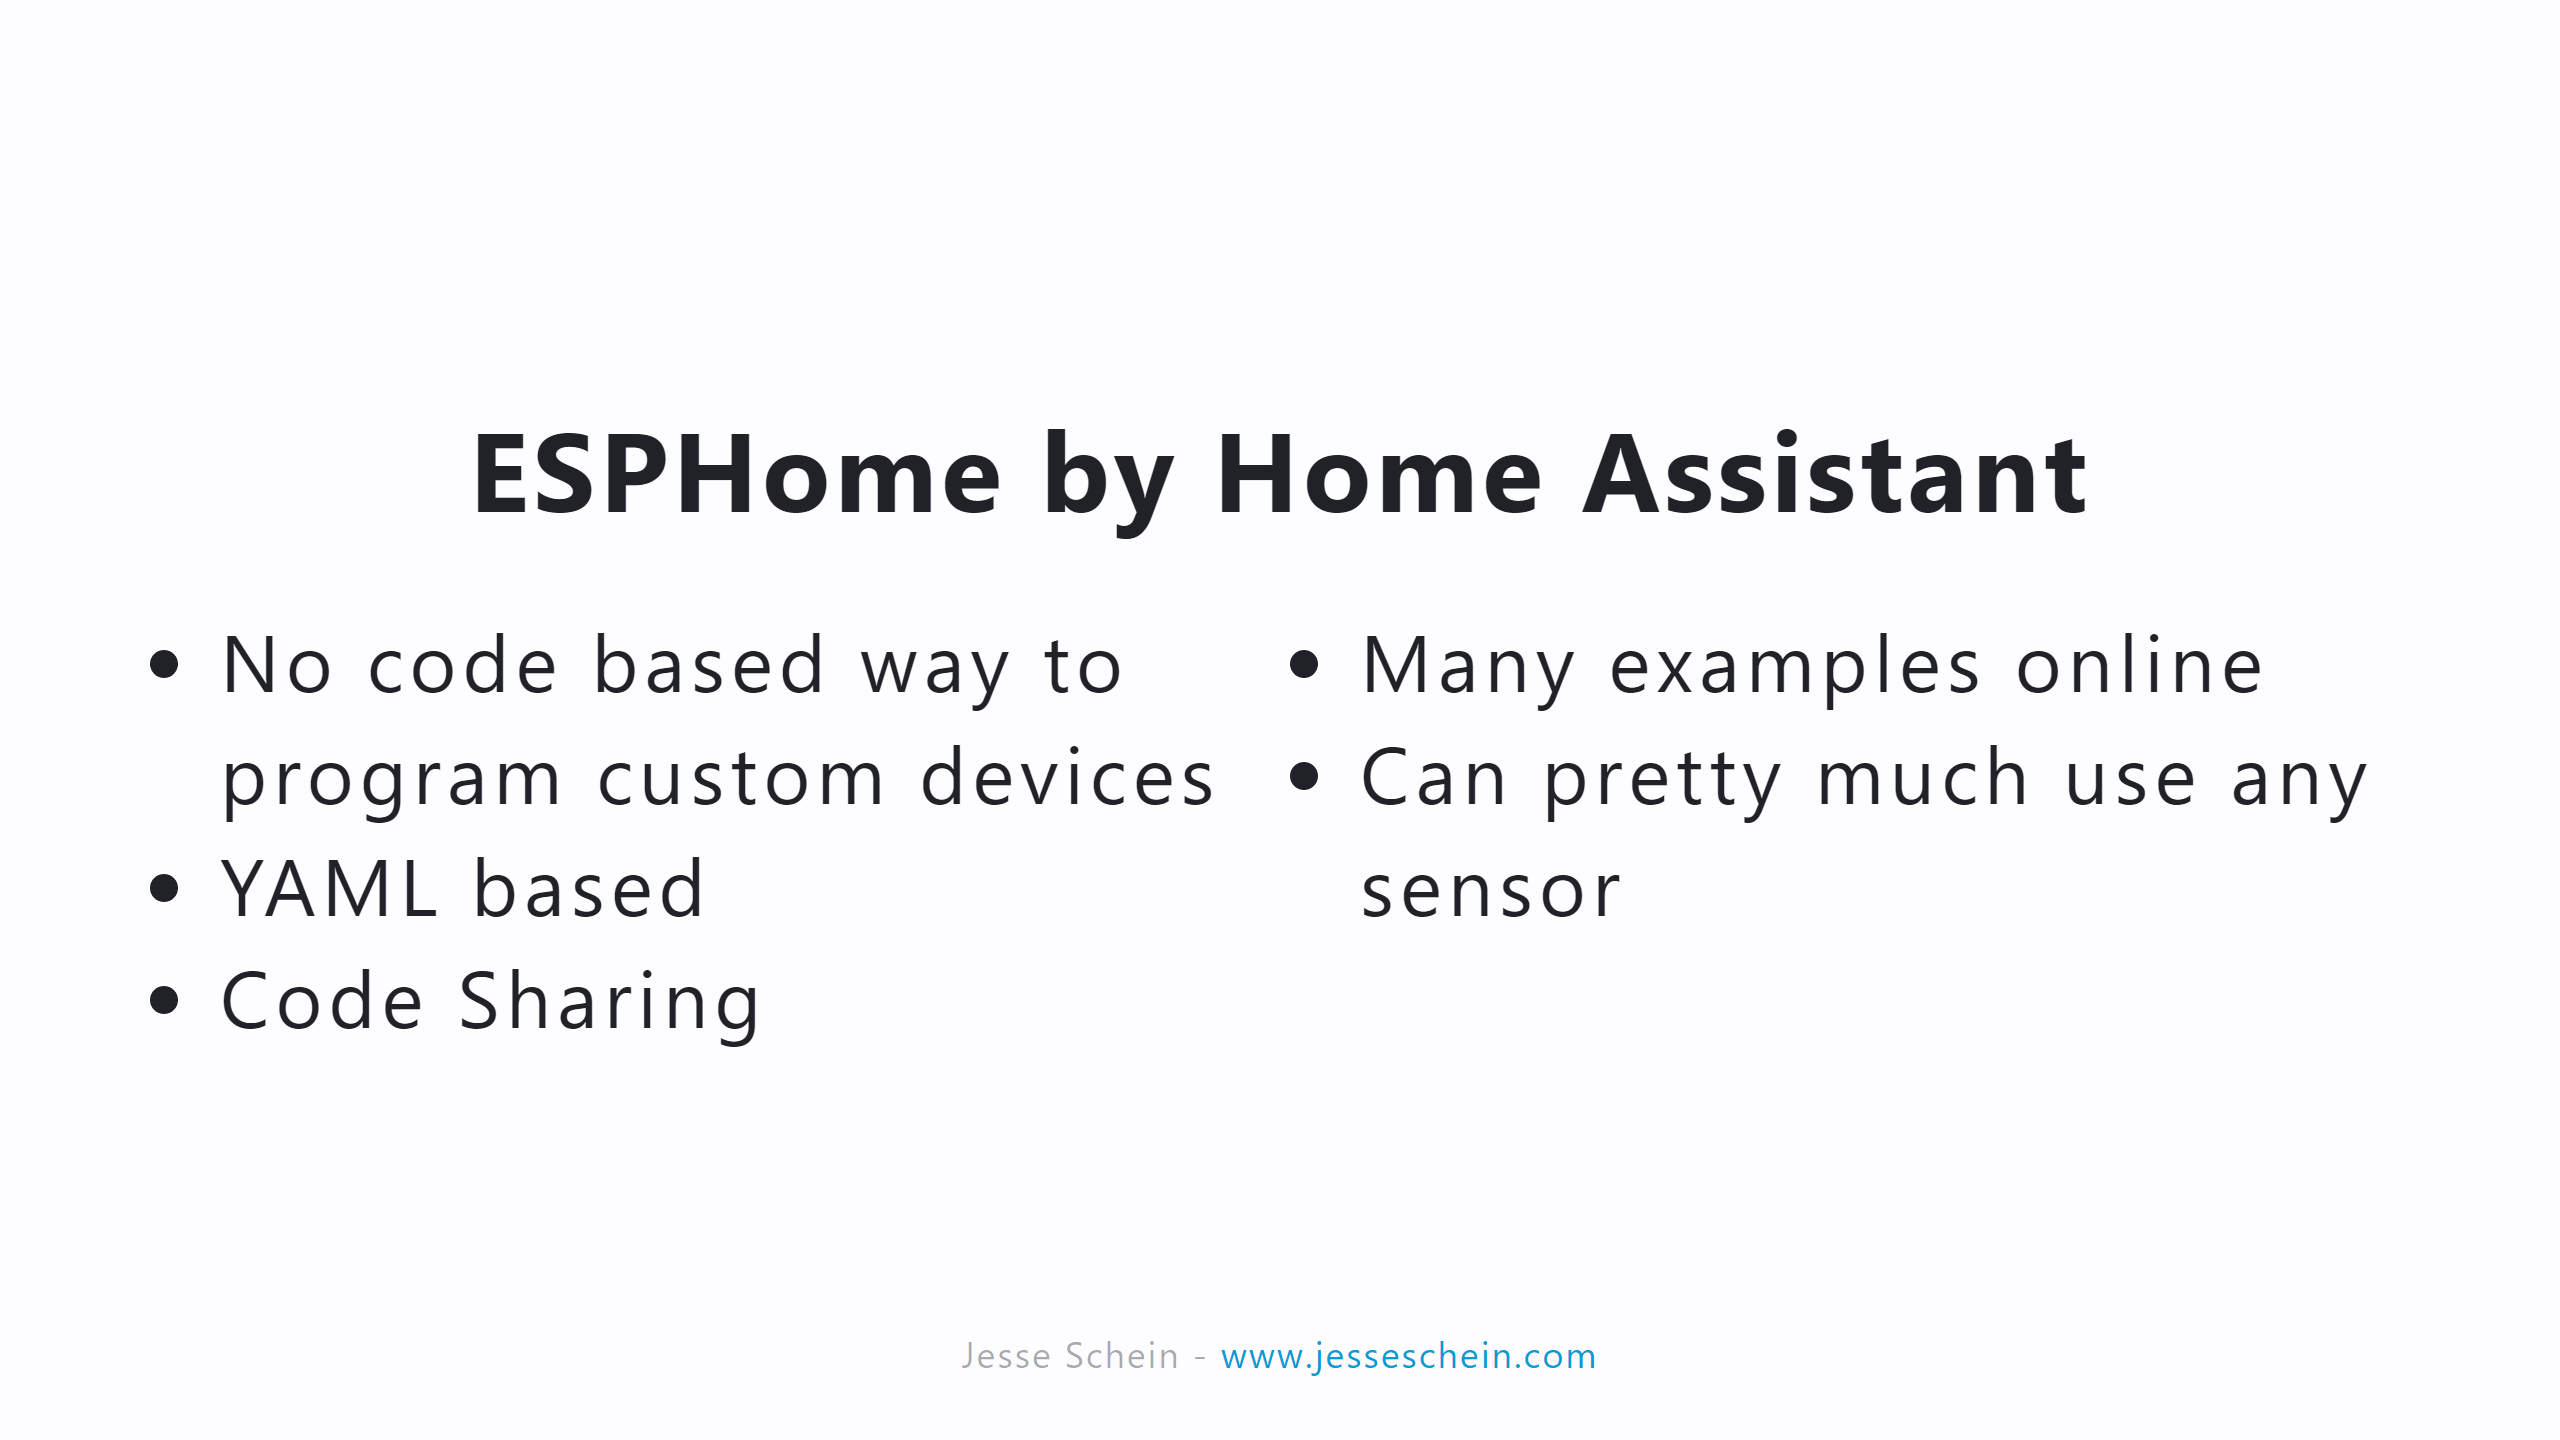 ESPHome by Home Assistant
• No code based way to
program custom devices
• YAML based
• Code Sharing
• Many examples online
• Can pretty much use any
sensor
Jesse Schein - www.jesseschein.com